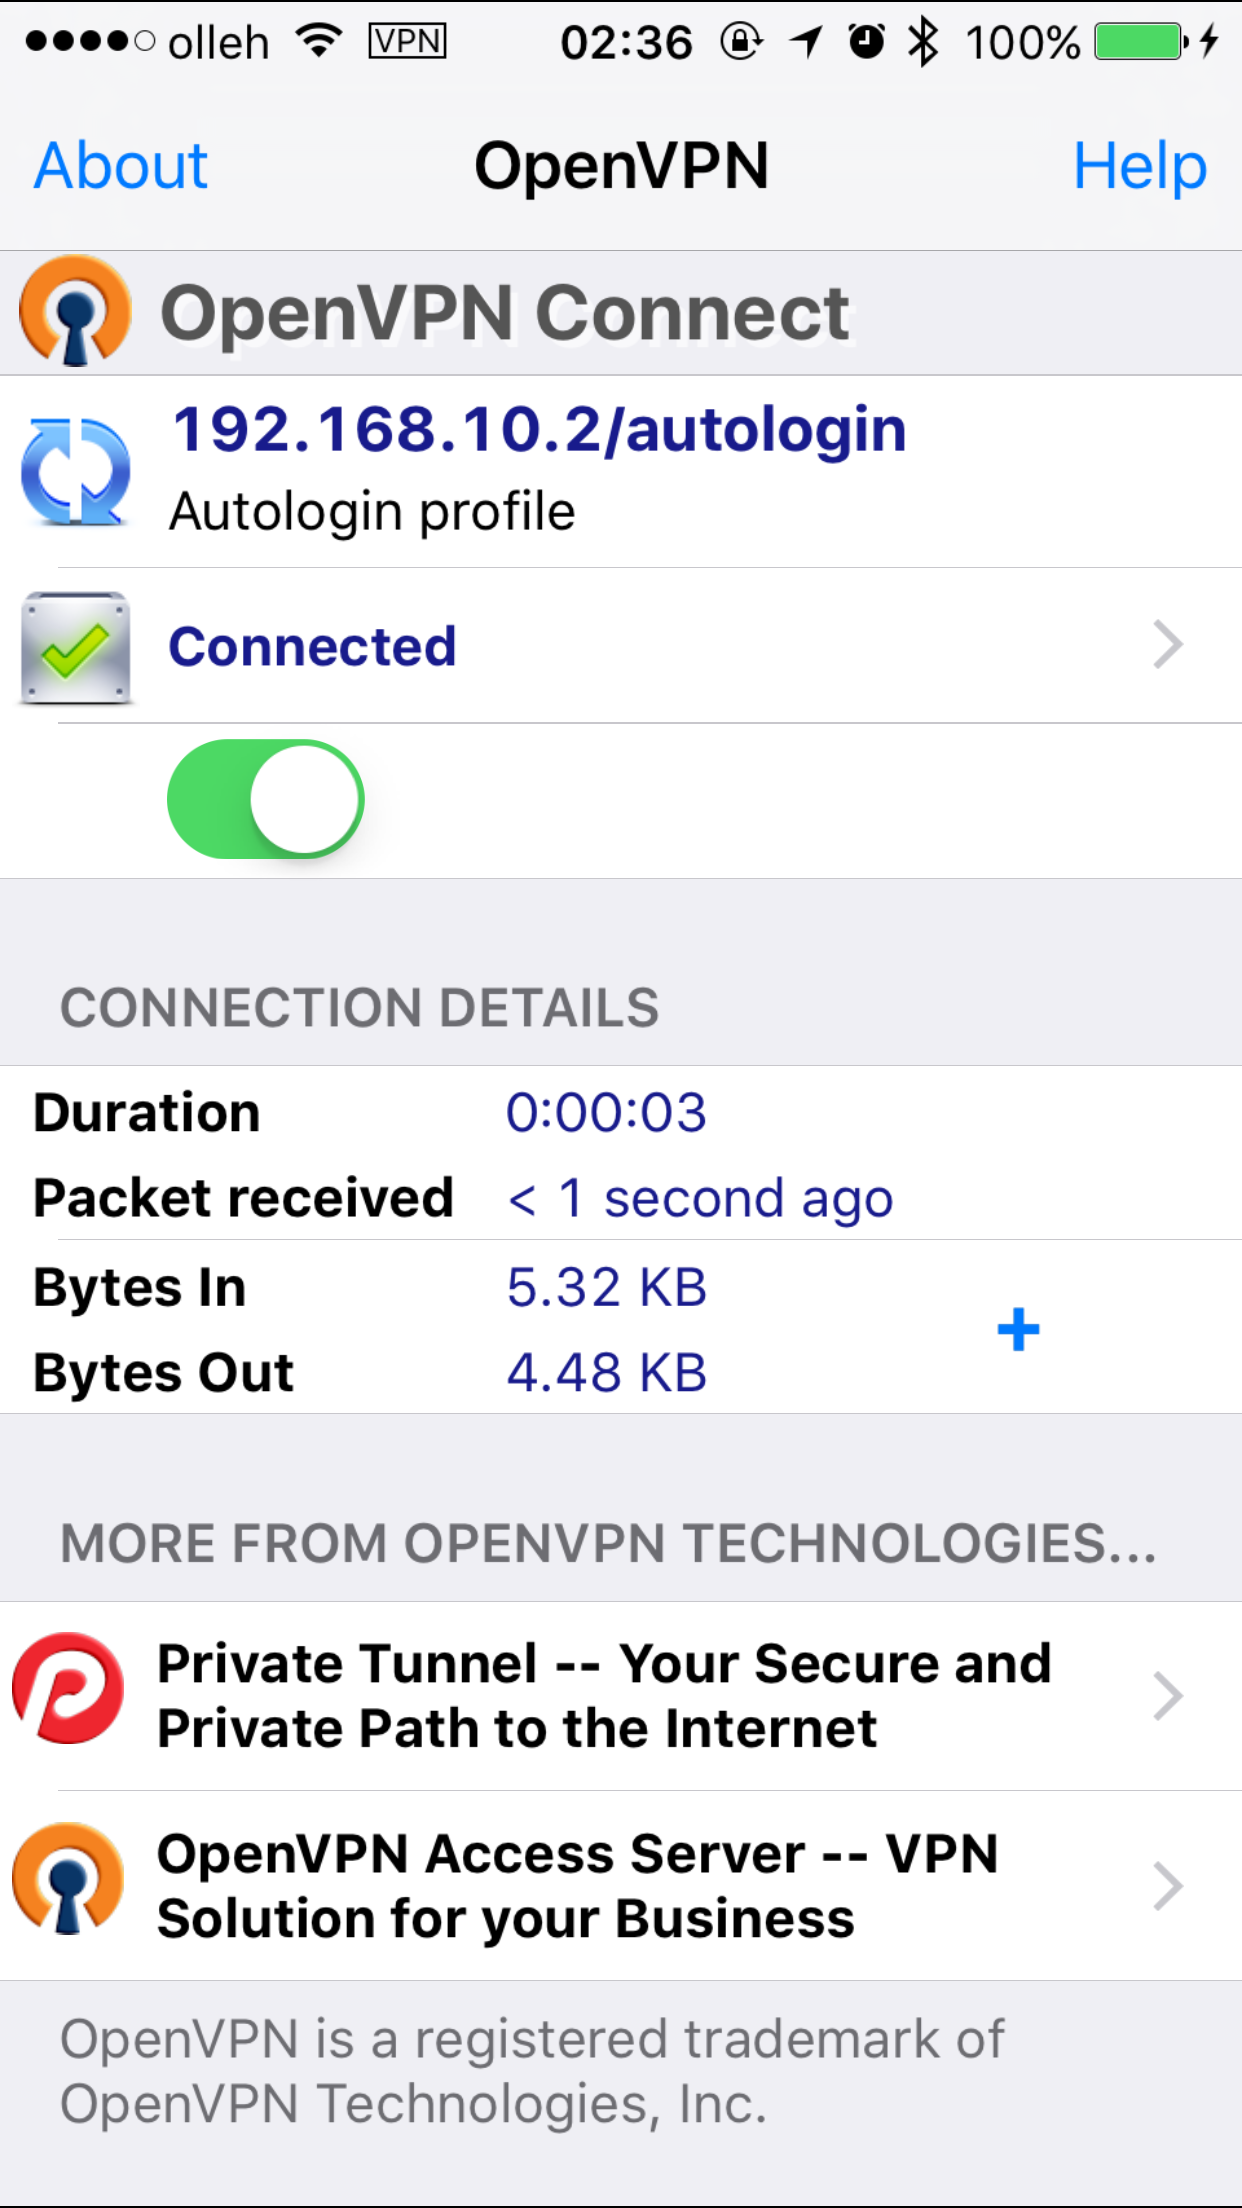 olleh VPN 02:36 100%
About OpenVPN Help
OpenVPN Connect
192.168.10.2/autologin
Autologin profile
Connected
CONNECTION DETAILS
Duration 0:00:03
Packet received < 1 second ago
Bytes In 5.32 KB
+
Bytes Out 4.48 KB
MORE FROM OPENVPN TECHNOLOGIES...
Private Tunnel -- Your Secure and
Private Path to the Internet
OpenVPN Access Server -- VPN
Solution for your Business
OpenVPN is a registered trademark of
OpenVPN Technologies, Inc.